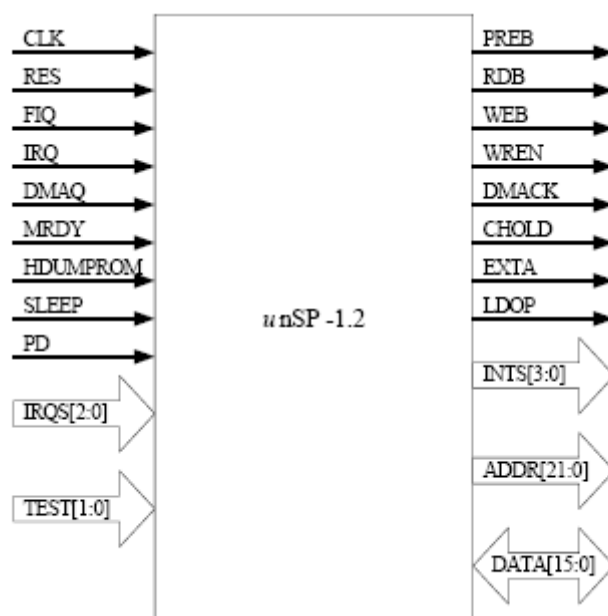 CLK
RES
FIQ
IRQ
DMAQ
MRDY
HDUMPROM
SLEEP
PD
IRQS[2:0]
TEST[1:0]
unSP -1.2
PREB
RDB
WEB
WREN
DMACK
CHOLD
EXTA
LDOP
INTS[3:0]
ADDR[21:0]
DATA[15:0]